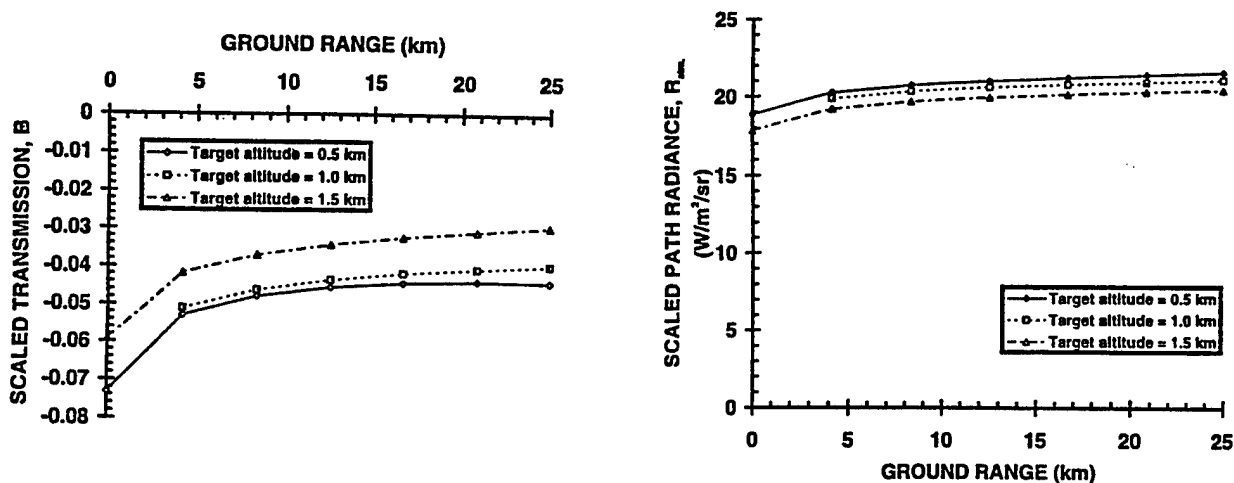 GROUND RANGE (km)
0 5 10 15 20 25
SCALED TRANSMISSION, B
0
-0.01
-0.02
-0.03
-0.04
-0.05
-0.06
-0.07
-0.08
Target altitude = 0.5 km
Target altitude = 1.0 km
Target altitude = 1.5 km
SCALED PATH RADIANCE, R
(W/m²/sr)
25
20
15
10
5
0
Target altitude = 0.5 km
Target altitude = 1.0 km
Target altitude = 1.5 km
0 5 10 15 20 25
GROUND RANGE (km)